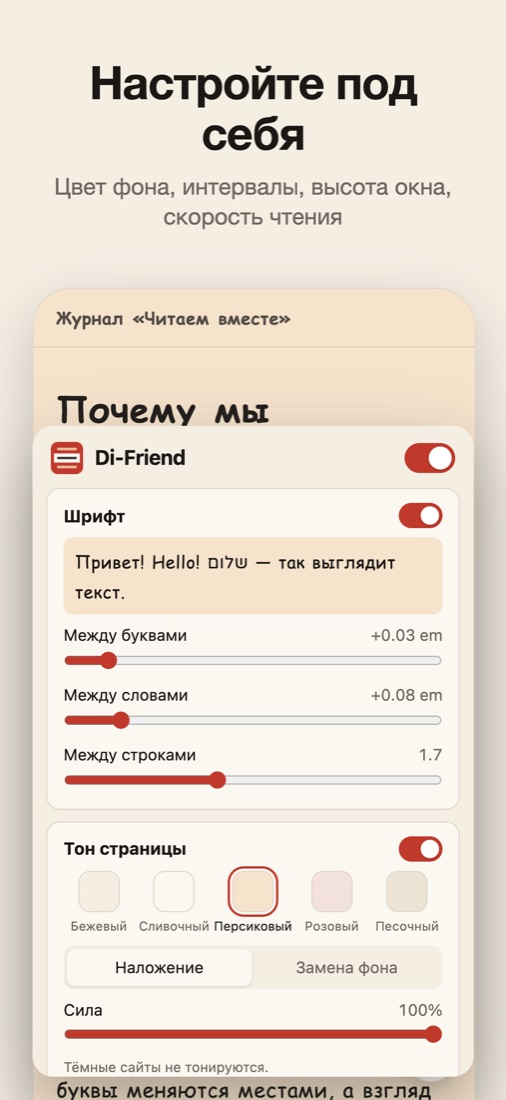 Настройте под
себя
Цвет фона, интервалы, высота окна,
скорость чтения
Журнал «Читаем вместе»
Почему мы
Di-Friend
Шрифт
Привет! Hello! שלום — так выглядит
текст.
Между буквами +0.03 em
Между словами +0.08 em
Между строками 1.7
Тон страницы
Бежевый Сливочный Персиковый Розовый Песочный
Наложение Замена фона
Сила 100%
Тёмные сайты не тонируются.
буквы меняются местами, а взгляд